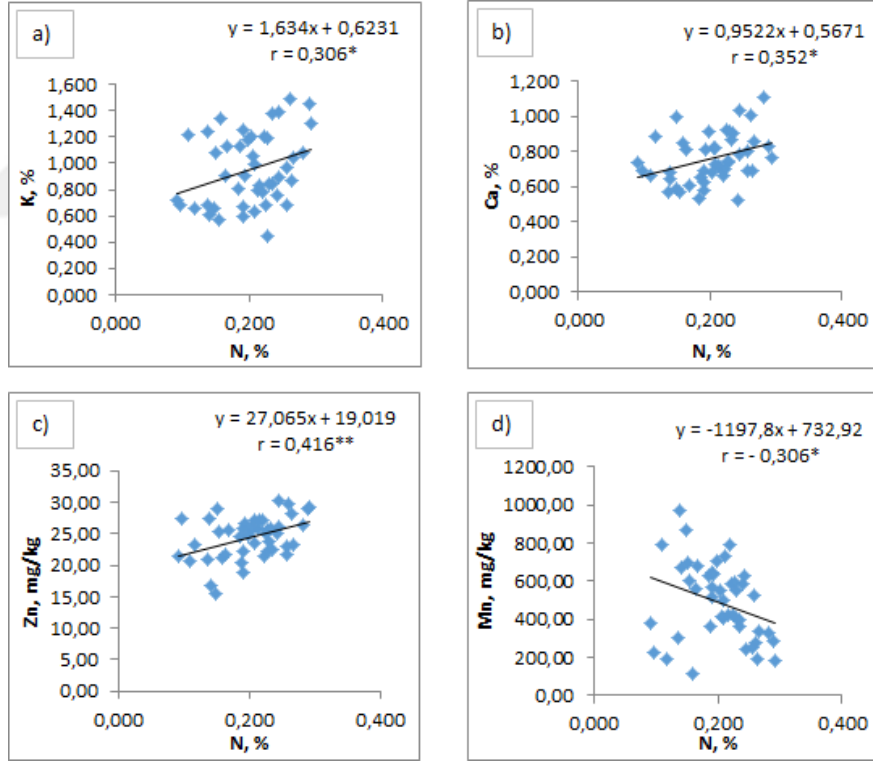 a)
y = 1,634x + 0,6231
r = 0,306*
1,600
1,400
1,200
1,000
0,800
0,600
0,400
0,200
0,000
K, %
0,000 0,200 0,400
N, %
b)
y = 0,9522x + 0,5671
r = 0,352*
1,200
1,000
0,800
0,600
0,400
0,200
0,000
Ca, %
0,000 0,200 0,400
N, %
c)
y = 27,065x + 19,019
r = 0,416**
35,00
30,00
25,00
20,00
15,00
10,00
5,00
0,00
Zn, mg/kg
0,000 0,200 0,400
N, %
d)
y = -1197,8x + 732,92
r = - 0,306*
1200,00
1000,00
800,00
600,00
400,00
200,00
0,00
Mn, mg/kg
0,000 0,200 0,400
N, %